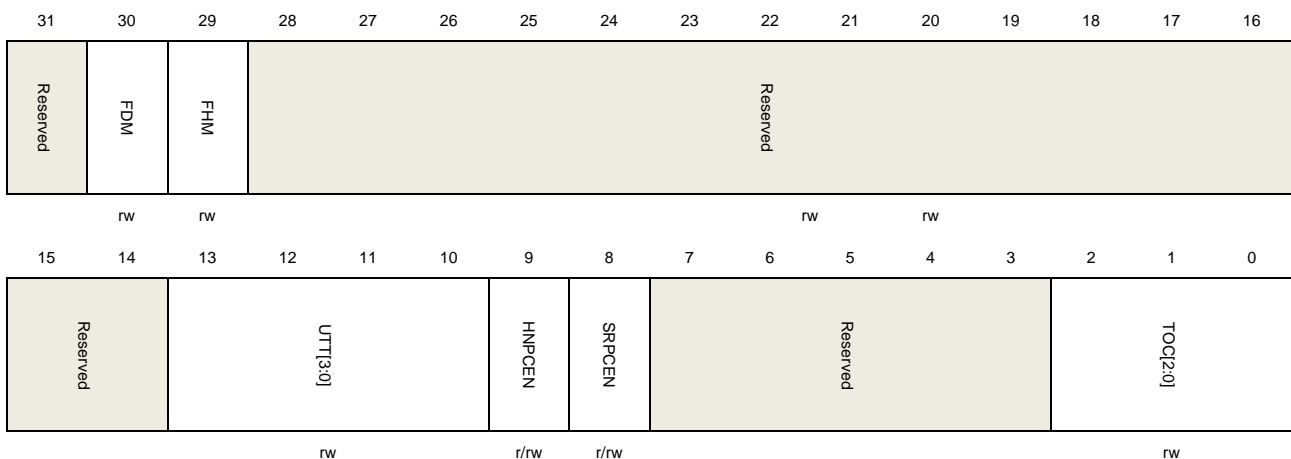 31 30 29 28 27 26 25 24 23 22 21 20 19 18 17 16
Reserved FDM FHM Reserved
rw rw rw rw
15 14 13 12 11 10 9 8 7 6 5 4 3 2 1 0
Reserved UTT[3:0] HNPCEN SRPCEN Reserved TOC[2:0]
rw r/rw r/rw rw